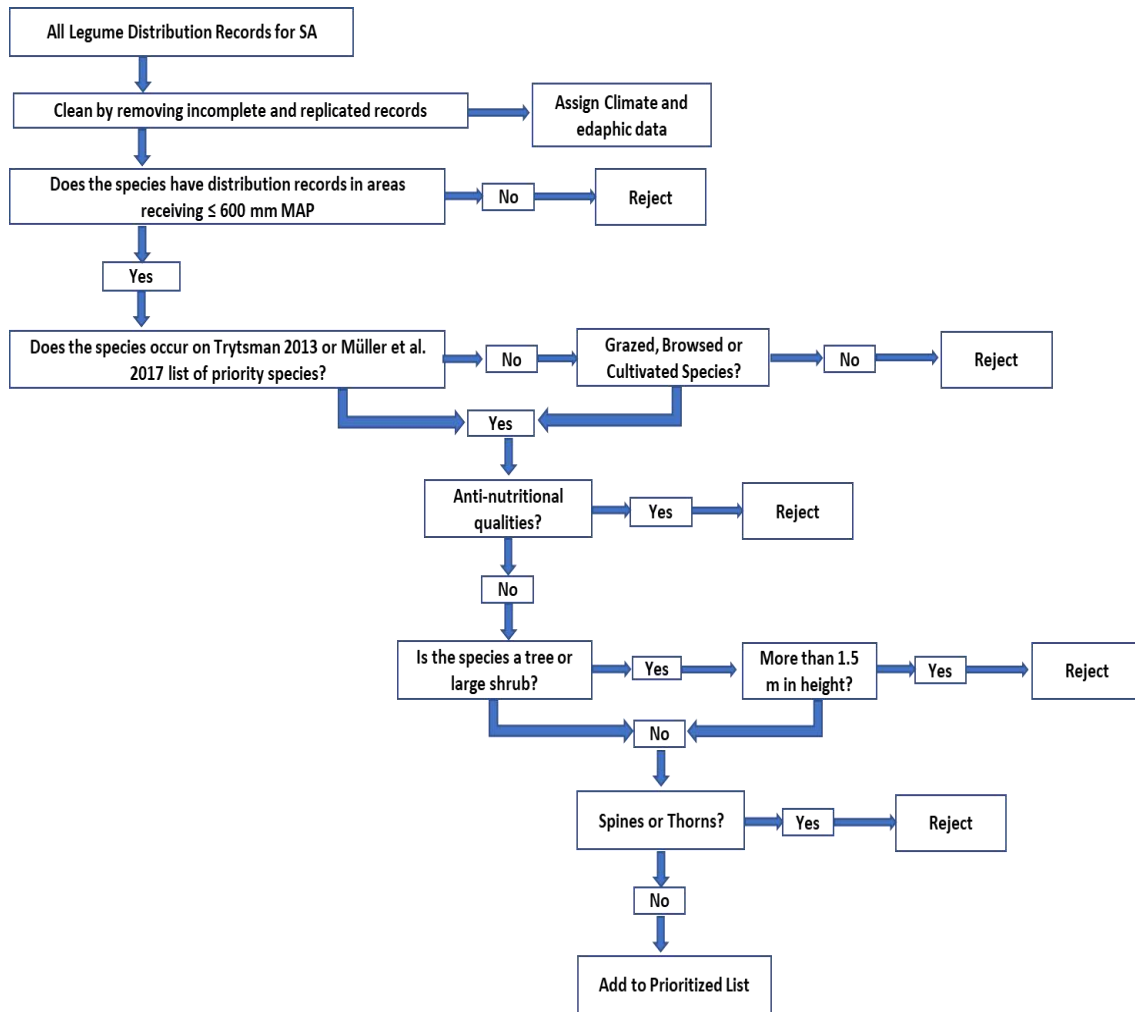 All Legume Distribution Records for SA
Clean by removing incomplete and replicated records
Assign Climate and
edaphic data
Does the species have distribution records in areas
receiving ≤ 600 mm MAP
No
Reject
Yes
Does the species occur on Trytsman 2013 or Müller et al.
2017 list of priority species?
No
Grazed, Browsed or
Cultivated Species?
No
Reject
Yes
Anti-nutritional
qualities?
Yes
Reject
No
Is the species a tree or
large shrub?
Yes
More than 1.5
m in height?
Yes
Reject
No
Spines or Thorns?
Yes
Reject
No
Add to Prioritized List